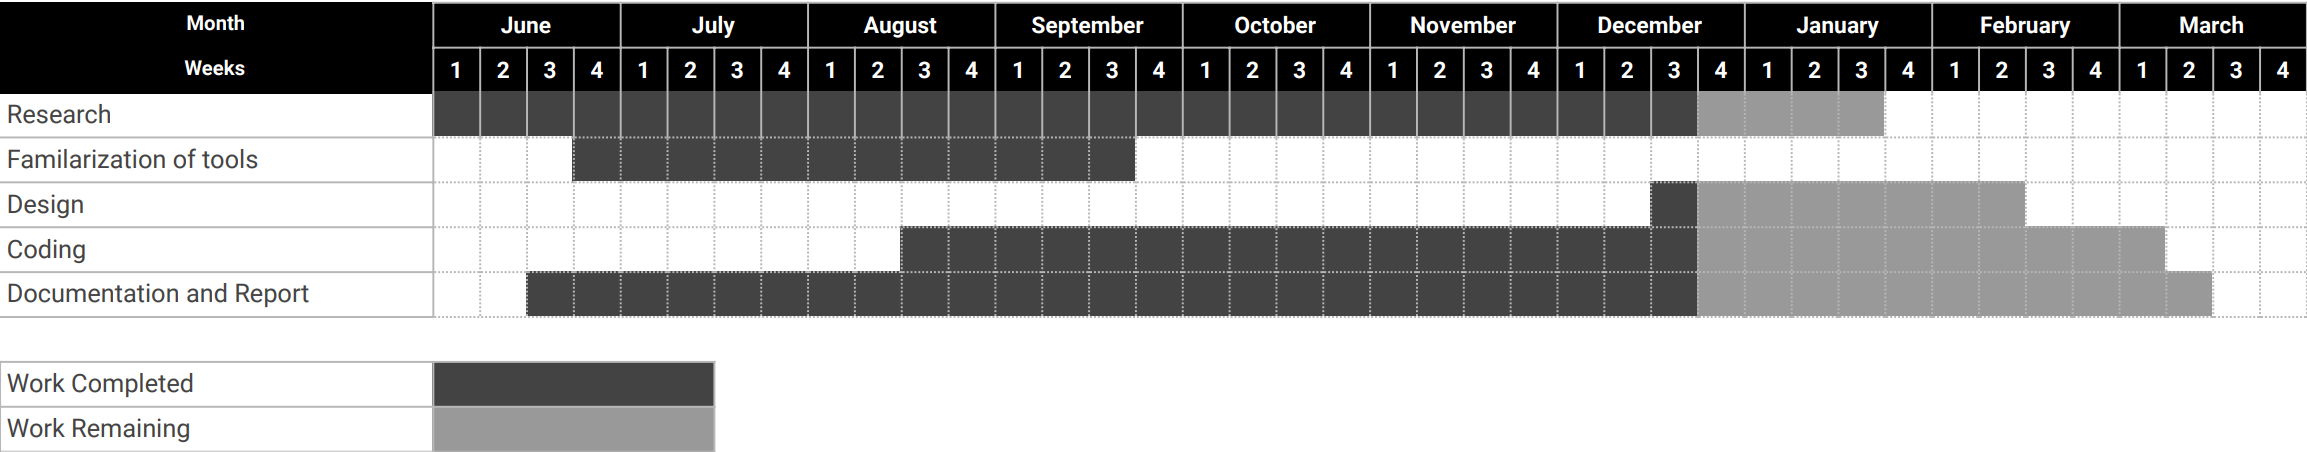 Month June July August September October November December January February March
Weeks 1 2 3 4 1 2 3 4 1 2 3 4 1 2 3 4 1 2 3 4 1 2 3 4 1 2 3 4 1 2 3 4 1 2 3 4 1 2 3 4
Research
Familarization of tools
Design
Coding
Documentation and Report
Work Completed
Work Remaining